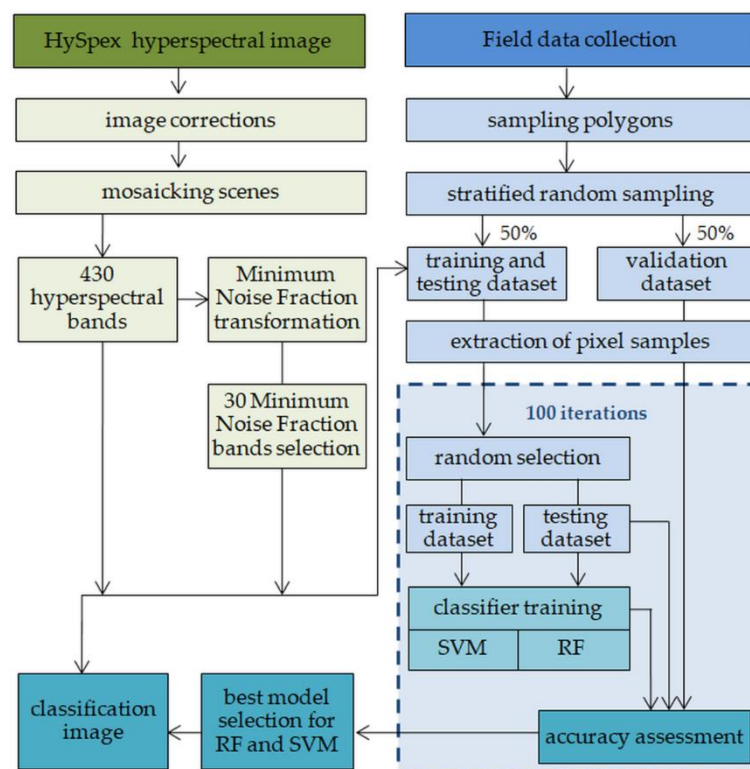 HySpex hyperspectral image
image corrections
mosaicking scenes
430
hyperspectral
bands
Minimum
Noise Fraction
transformation
30 Minimum
Noise Fraction
bands selection
Field data collection
sampling polygons
stratified random sampling
50%
50%
training and
testing dataset
validation
dataset
extraction of pixel samples
100 iterations
random selection
training
dataset
testing
dataset
classifier training
SVM
RF
accuracy assessment
best model
selection for
RF and SVM
classification
image